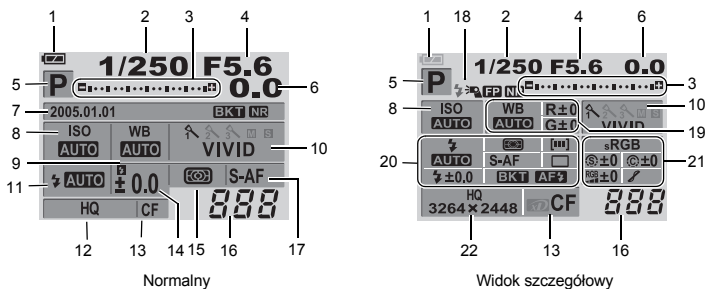 1 2 3 4
1/250 F5.6
5 P 0.0 6
7 2005.01.01 BKT NR
8 ISO WB M S
AUTO AUTO VIVID 10
9
11 AUTO ± 0.0 S-AF 17
HQ CF 888
12 13 14 15 16
Normalny
1 18 2 4 6
1/250 F5.6 0.0
5 P FP 3
8 ISO WB R±0 10
AUTO AUTO G±0 VIVID
19
20 sRGB 21
AUTO S-AF S±0 C±0
±0.0 BKT AF RGB±0
HQ
3264×2448 CF 888
22 13 16
Widok szczegółowy